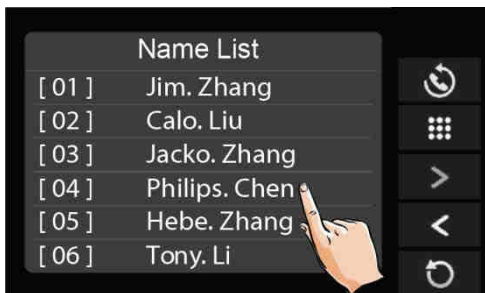 Name List
[ 01 ] Jim. Zhang
[ 02 ] Calo. Liu
[ 03 ] Jacko. Zhang
[ 04 ] Philips. Chen
[ 05 ] Hebe. Zhang
[ 06 ] Tony. Li